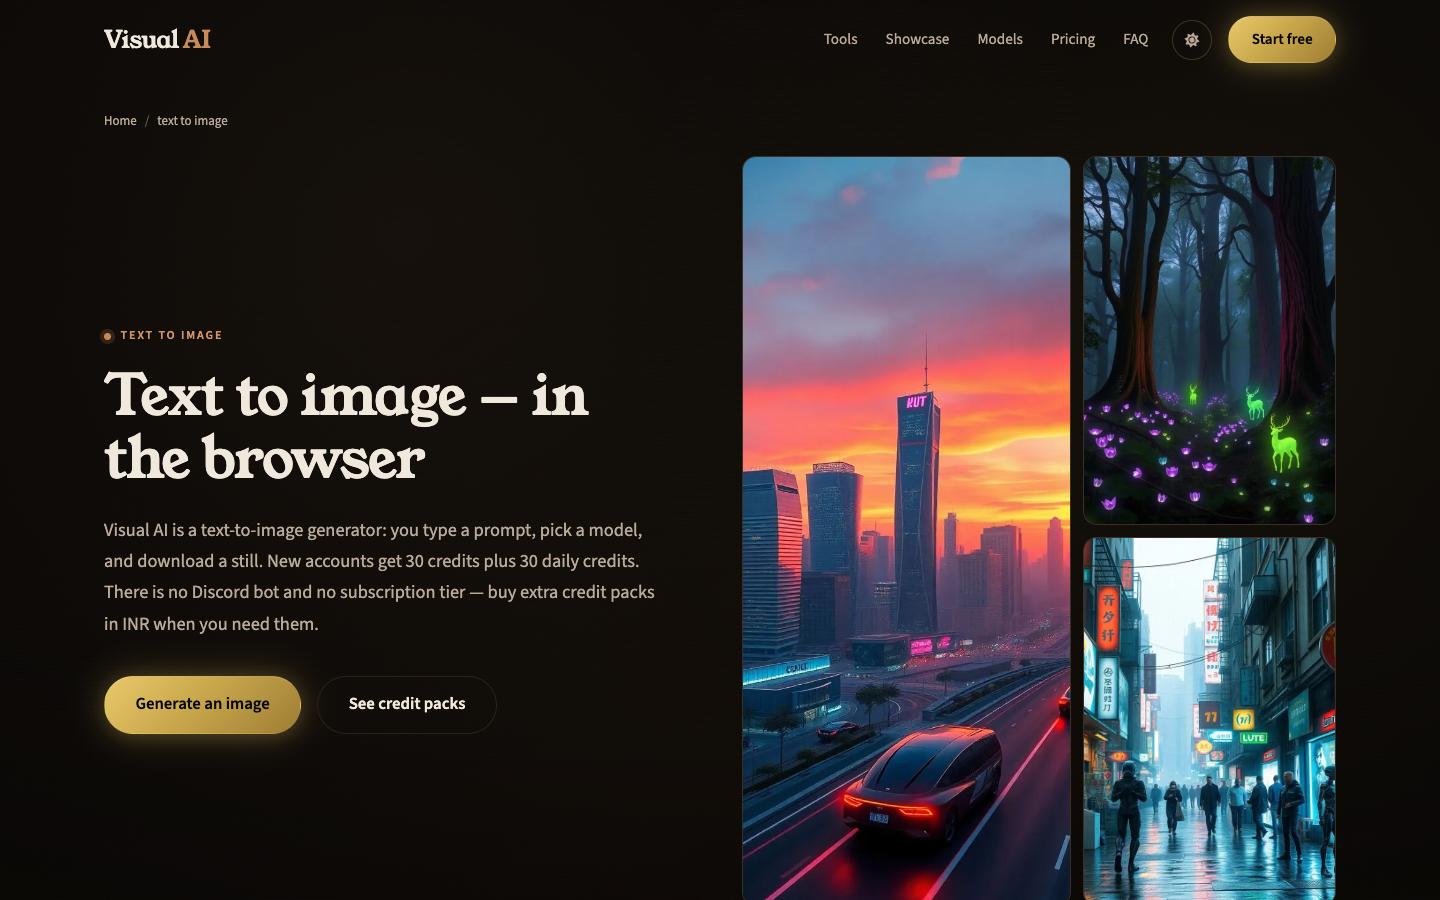 Visual AI
Tools
Showcase
Models
Pricing
FAQ
Start free
Home / text to image
TEXT TO IMAGE
Text to image — in
the browser
Visual AI is a text-to-image generator: you type a prompt, pick a model,
and download a still. New accounts get 30 credits plus 30 daily credits.
There is no Discord bot and no subscription tier — buy extra credit packs
in INR when you need them.
Generate an image
See credit packs
KUT
LUTE